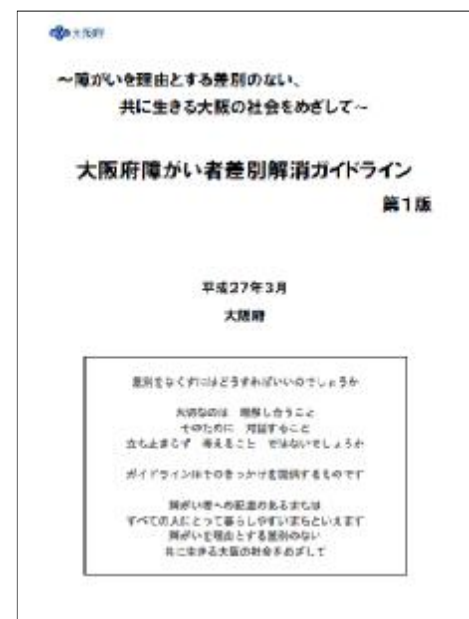 大阪府
～障がいを理由とする差別のない、
共に生きる大阪の社会をめざして～
大阪府障がい者差別解消ガイドライン
第1版
平成27年3月
大阪府
差別をなくすにはどうすればいいのでしょうか
大切なのは 理解し合うこと
そのために 対話すること
立ち止まらず 考えること ではないでしょうか
ガイドラインはそのきっかけを提供するものです
障がい者への配慮のあるまちは
すべての人にとって暮らしやすいまちといえます
障がいを理由とする差別のない
共に生きる大阪の社会をめざして